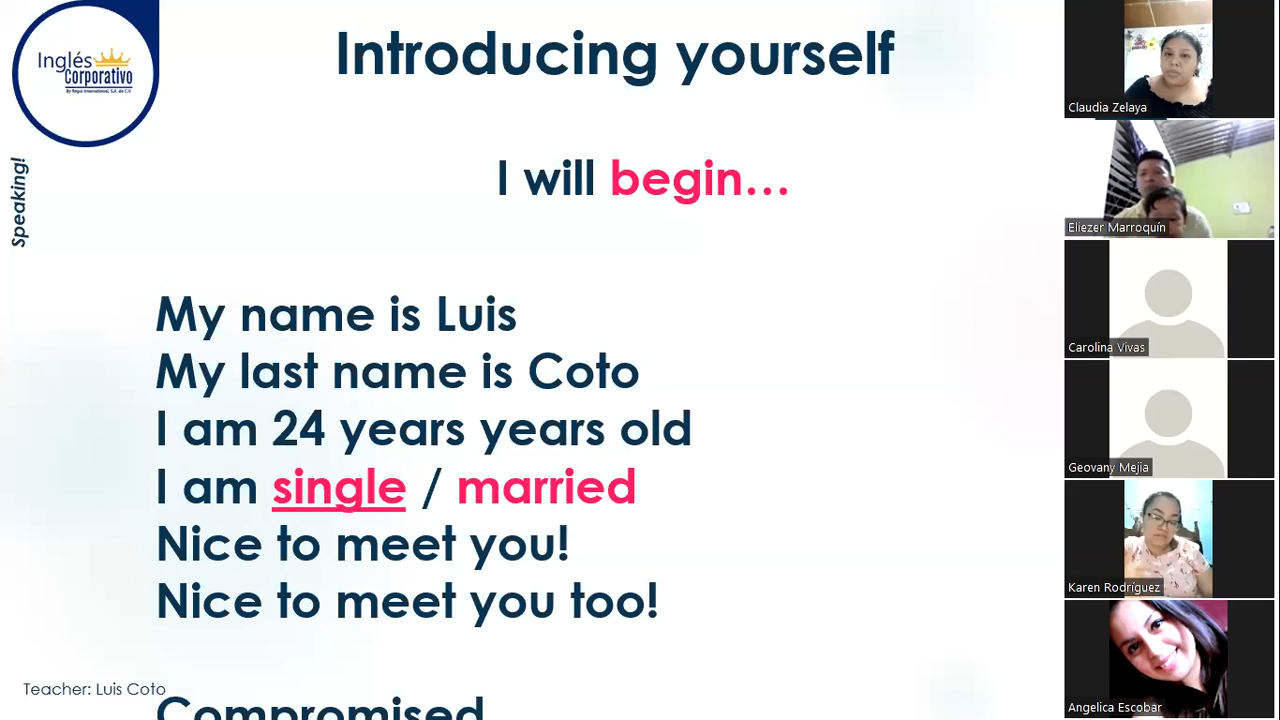 Inglés
Corporativo
By Regus International, S.A. de C.V.
Introducing yourself
Speaking!
I will begin...
My name is Luis
My last name is Coto
I am 24 years years old
I am single / married
Nice to meet you!
Nice to meet you too!
Compromised
Teacher: Luis Coto
Claudia Zelaya
Eliezer Marroquín
Carolina Vivas
Geovany Mejia
Karen Rodríguez
Angelica Escobar